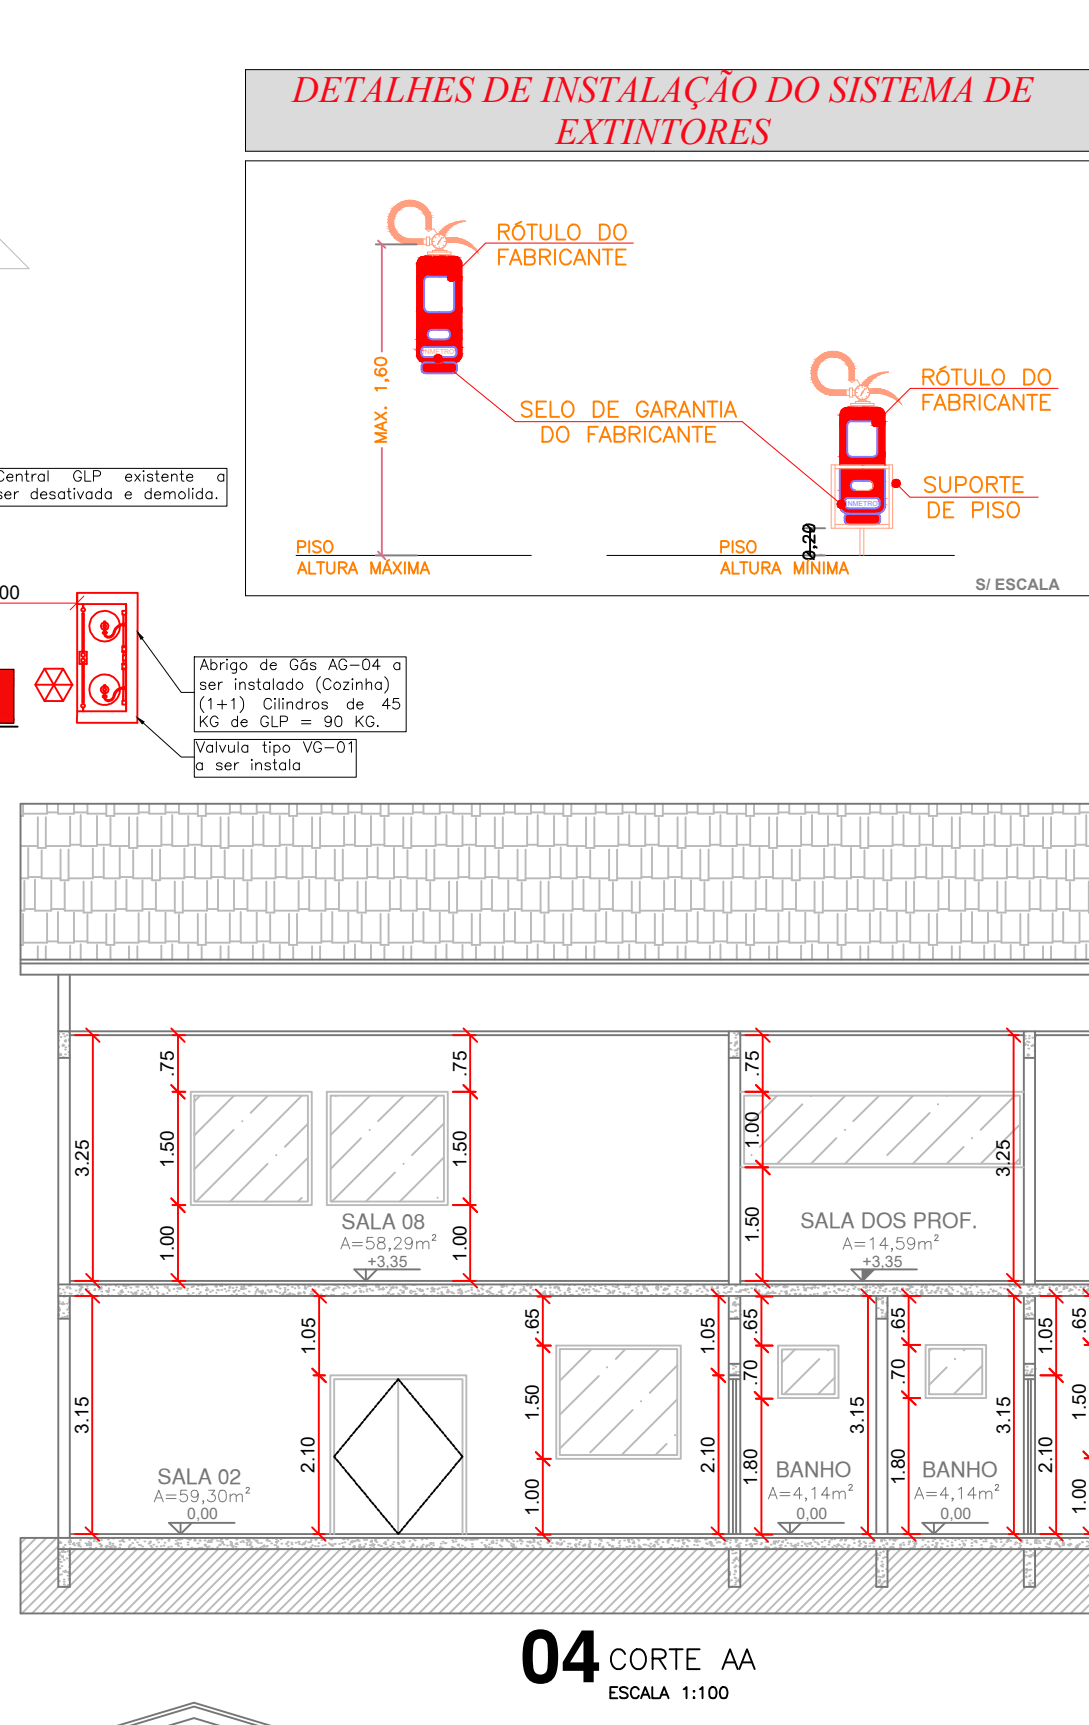 DETALHES DE INSTALAÇÃO DO SISTEMA DE
EXTINTORES
RÓTULO DO
FABRICANTE
MAX. 1,60
INMETRO
SELO DE GARANTIA
DO FABRICANTE
RÓTULO DO
FABRICANTE
INMETRO
SUPORTE
DE PISO
0,20
PISO
ALTURA MÁXIMA
PISO
ALTURA MÍNIMA
S/ ESCALA
Central GLP existente a
ser desativada e demolida.
00
Abrigo de Gás AG-04 a
ser instalado (Cozinha)
(1+1) Cilindros de 45
KG de GLP = 90 KG.
Valvula tipo VG-01
a ser instala
.75
.75
.75
3.25
1.50
1.50
1.00
3.25
1.00
1.00
1.50
SALA 08
A=58,29m²
+3,35
SALA DOS PROF.
A=14,59m²
+3,35
1.05
.65
1.05
.65
.65
1.05
.65
3.15
1.50
.70
3.15
.70
3.15
1.50
2.10
1.00
2.10
1.80
1.80
2.10
1.00
SALA 02
A=59,30m²
0,00
BANHO
A=4,14m²
0,00
BANHO
A=4,14m²
0,00
04 CORTE AA
ESCALA 1:100